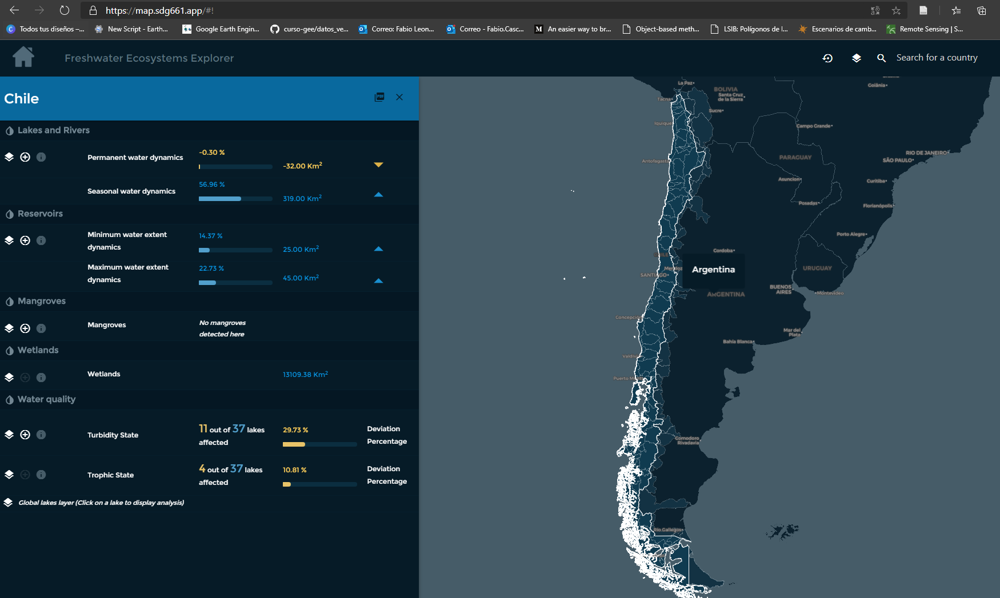 https://map.sdg661.app/#!
Todos tus diseños –...
New Script - Earth...
Google Earth Engin...
curso-gee/datos_ve...
Correo: Fabio Leon...
Correo - Fabio.Casc...
An easier way to br...
Object-based meth...
LSIB: Polígonos de l...
Escenarios de camb...
Remote Sensing | S...
Freshwater Ecosystems Explorer
Search for a country
Chile
PDF
Lakes and Rivers
Permanent water dynamics
-0.30 %
-32.00 Km²
Seasonal water dynamics
56.96 %
319.00 Km²
Reservoirs
Minimum water extent
dynamics
14.37 %
25.00 Km²
Maximum water extent
dynamics
22.73 %
45.00 Km²
Mangroves
Mangroves
No mangroves
detected here
Wetlands
Wetlands
13109.38 Km²
Water quality
Turbidity State
11 out of 37 lakes
affected
29.73 %
Deviation
Percentage
Trophic State
4 out of 37 lakes
affected
10.81 %
Deviation
Percentage
Global lakes layer (Click on a lake to display analysis)
La Paz
BOLIVIA
Santa Cruz
de la Sierra
Goiânia
Tacna
Sucre
Iquique
Campo Grande
PARAGUAY
RIO DE JANEIRO
SÃO PAULO
Antofagasta
Asuncion
Curitiba
Posadas
Florianópolis
Porto Alegre
Cordoba
CHILE
Argentina
URUGUAY
SANTIAGO
BUENOS
AIRES
ARGENTINA
Montevideo
Concepción
Mar del
Plata
Bahía Blanca
Valdivia
Comodoro
Rivadavia
Río Gallegos